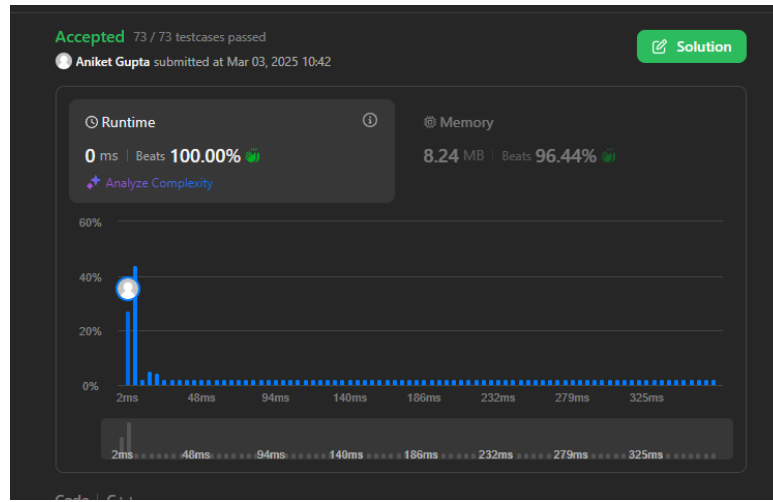 Accepted 73 / 73 testcases passed
Aniket Gupta submitted at Mar 03, 2025 10:42
Solution
Runtime
0 ms | Beats 100.00%
Analyze Complexity
Memory
8.24 MB | Beats 96.44%
60%
40%
20%
0%
2ms 48ms 94ms 140ms 186ms 232ms 279ms 325ms
2ms 48ms 94ms 140ms 186ms 232ms 279ms 325ms
Code | C++